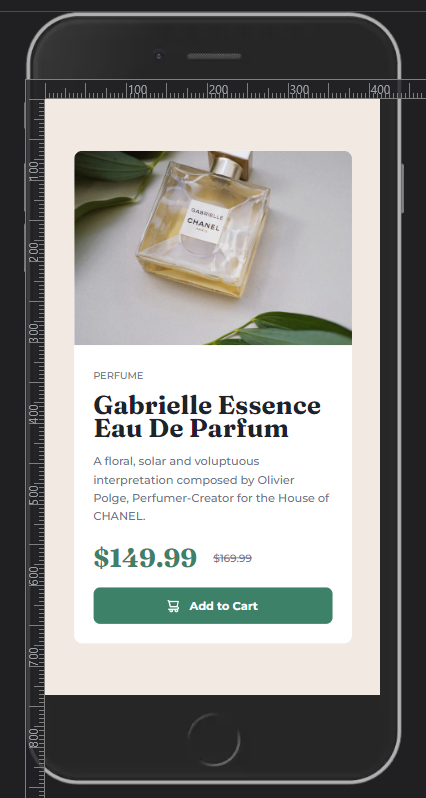 100 200 300 400
100
200
300
400
500
600
700
800
GABRIELLE
CHANEL
PARIS
PERFUME
Gabrielle Essence
Eau De Parfum
A floral, solar and voluptuous
interpretation composed by Olivier
Polge, Perfumer-Creator for the House of
CHANEL.
$149.99 $169.99
Add to Cart